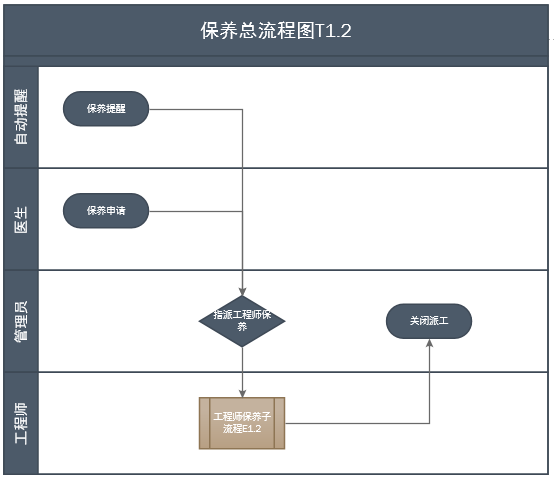 保养总流程图T1.2
自动提醒
保养提醒
医生
保养申请
管理员
指派工程师保
养
关闭派工
工程师
工程师保养子
流程E1.2